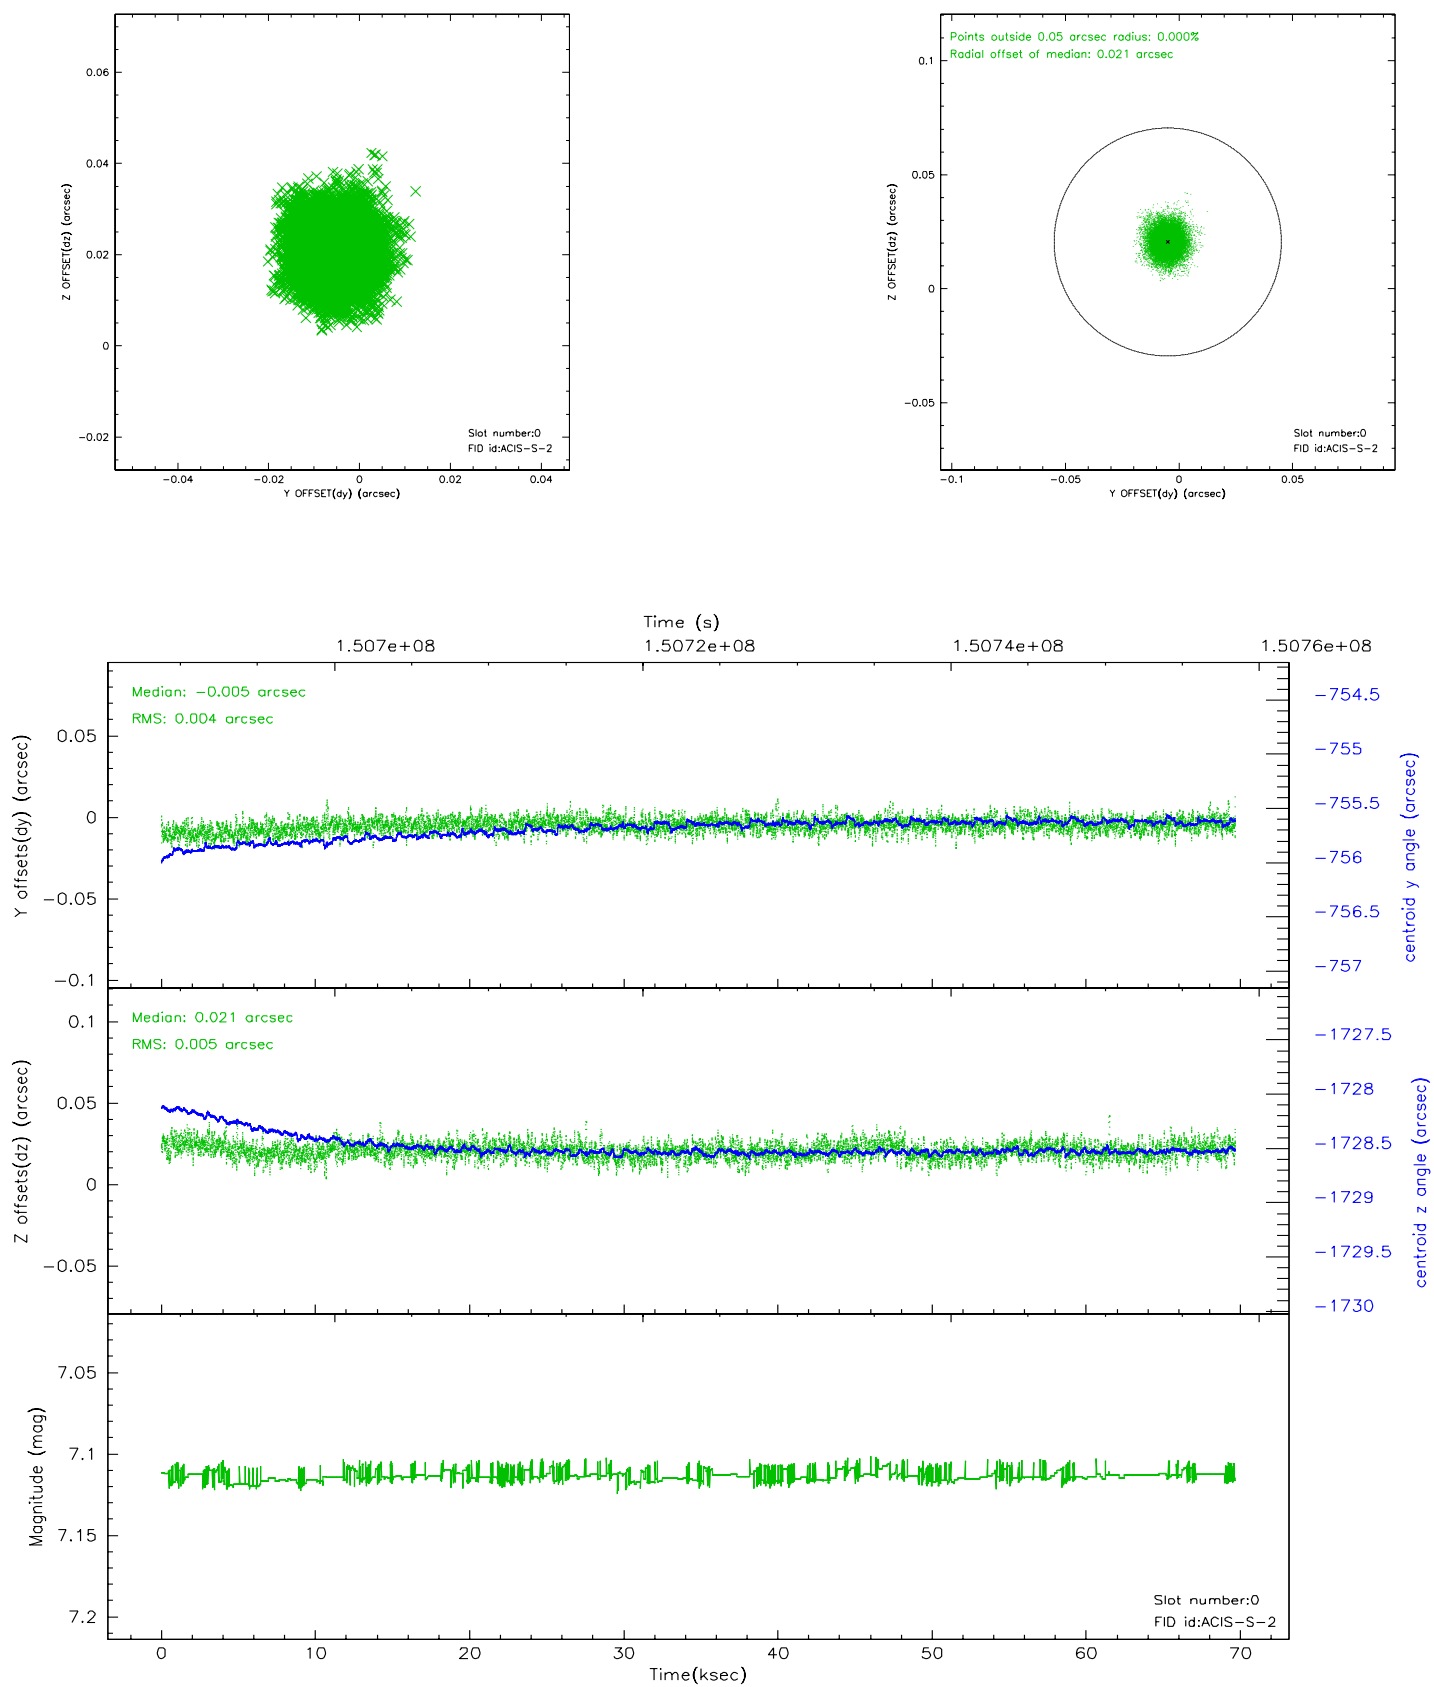 0.06
0.04
0.02
0
−0.02
Z OFFSET(dz) (arcsec)
Slot number:0
FID id:ACIS−S−2
−0.04 −0.02 0 0.02 0.04
Y OFFSET(dy) (arcsec)
Points outside 0.05 arcsec radius: 0.000%
Radial offset of median: 0.021 arcsec
0.1
0.05
0
−0.05
Z OFFSET(dz) (arcsec)
Slot number:0
FID id:ACIS−S−2
−0.1 −0.05 0 0.05
Y OFFSET(dy) (arcsec)
Time (s)
1.507e+08 1.5072e+08 1.5074e+08 1.5076e+08
Median: −0.005 arcsec
RMS: 0.004 arcsec
0.05
0
−0.05
−0.1
Y offsets(dy) (arcsec)
−754.5
−755
−755.5
−756
−756.5
−757
centroid y angle (arcsec)
Median: 0.021 arcsec
RMS: 0.005 arcsec
0.1
0.05
0
−0.05
Z offsets(dz) (arcsec)
−1727.5
−1728
−1728.5
−1729
−1729.5
−1730
centroid z angle (arcsec)
7.05
7.1
7.15
7.2
Magnitude (mag)
Slot number:0
FID id:ACIS−S−2
0 10 20 30 40 50 60 70
Time(ksec)